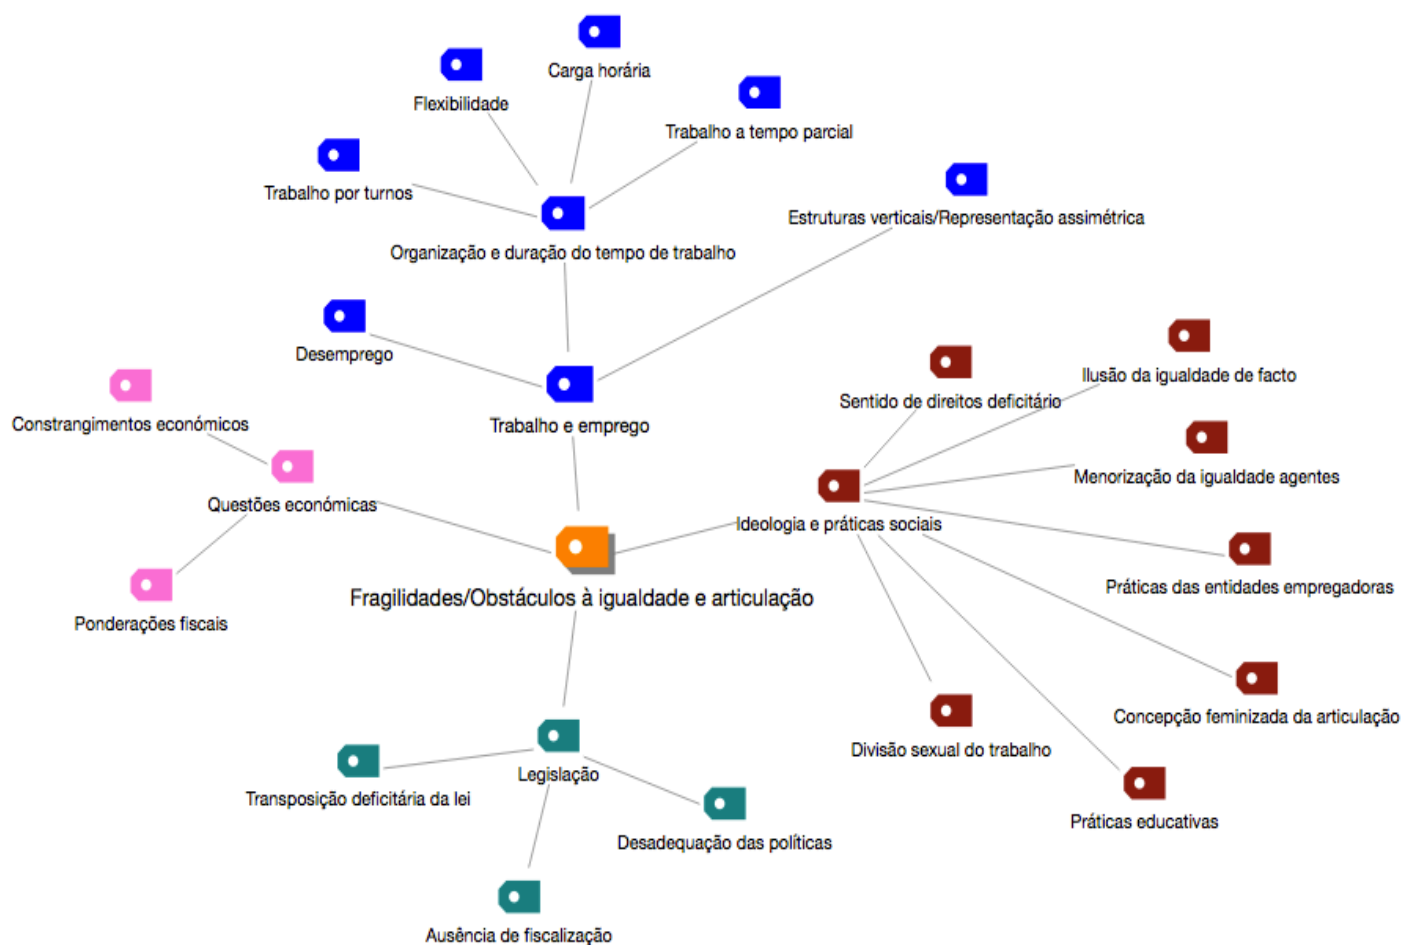 Carga horária
Flexibilidade
Trabalho a tempo parcial
Trabalho por turnos
Estruturas verticais/Representação assimétrica
Organização e duração do tempo de trabalho
Desemprego
Ilusão da igualdade de facto
Sentido de direitos deficitário
Constrangimentos económicos
Trabalho e emprego
Menorização da igualdade agentes
Questões económicas
Ideologia e práticas sociais
Práticas das entidades empregadoras
Fragilidades/Obstáculos à igualdade e articulação
Ponderações fiscais
Concepção feminizada da articulação
Divisão sexual do trabalho
Legislação
Transposição deficitária da lei
Práticas educativas
Desadequação das políticas
Ausência de fiscalização